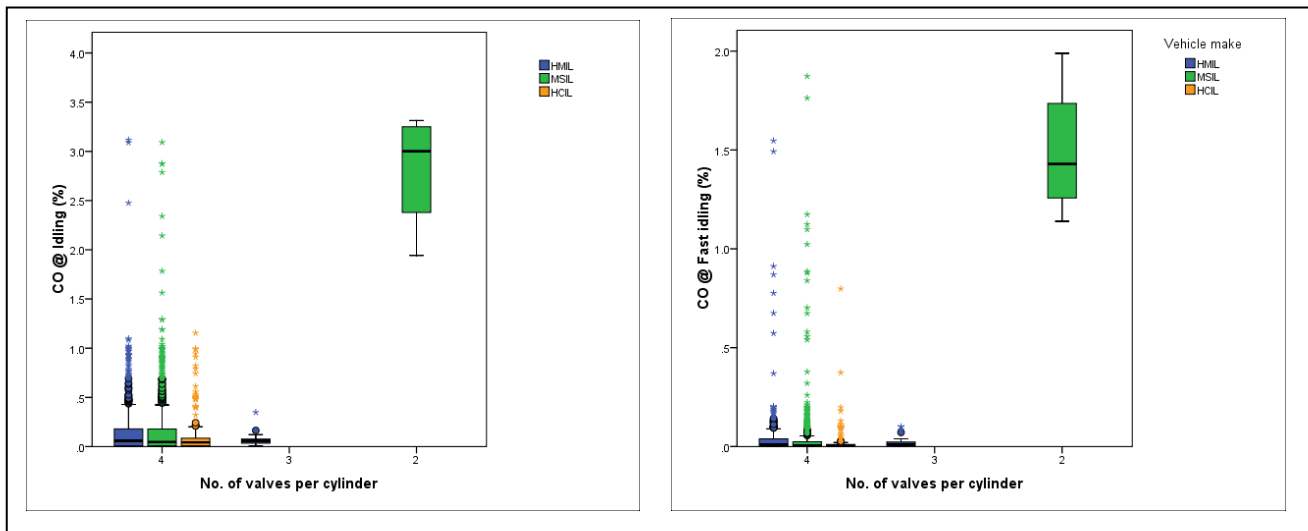 4.0
3.5
3.0
2.5
2.0
1.5
1.0
.5
.0
CO @ Idling (%)
4 3 2
No. of valves per cylinder
HMIL
MSIL
HCIL
2.0
1.5
1.0
.5
.0
CO @ Fast idling (%)
4 3 2
No. of valves per cylinder
Vehicle make
HMIL
MSIL
HCIL